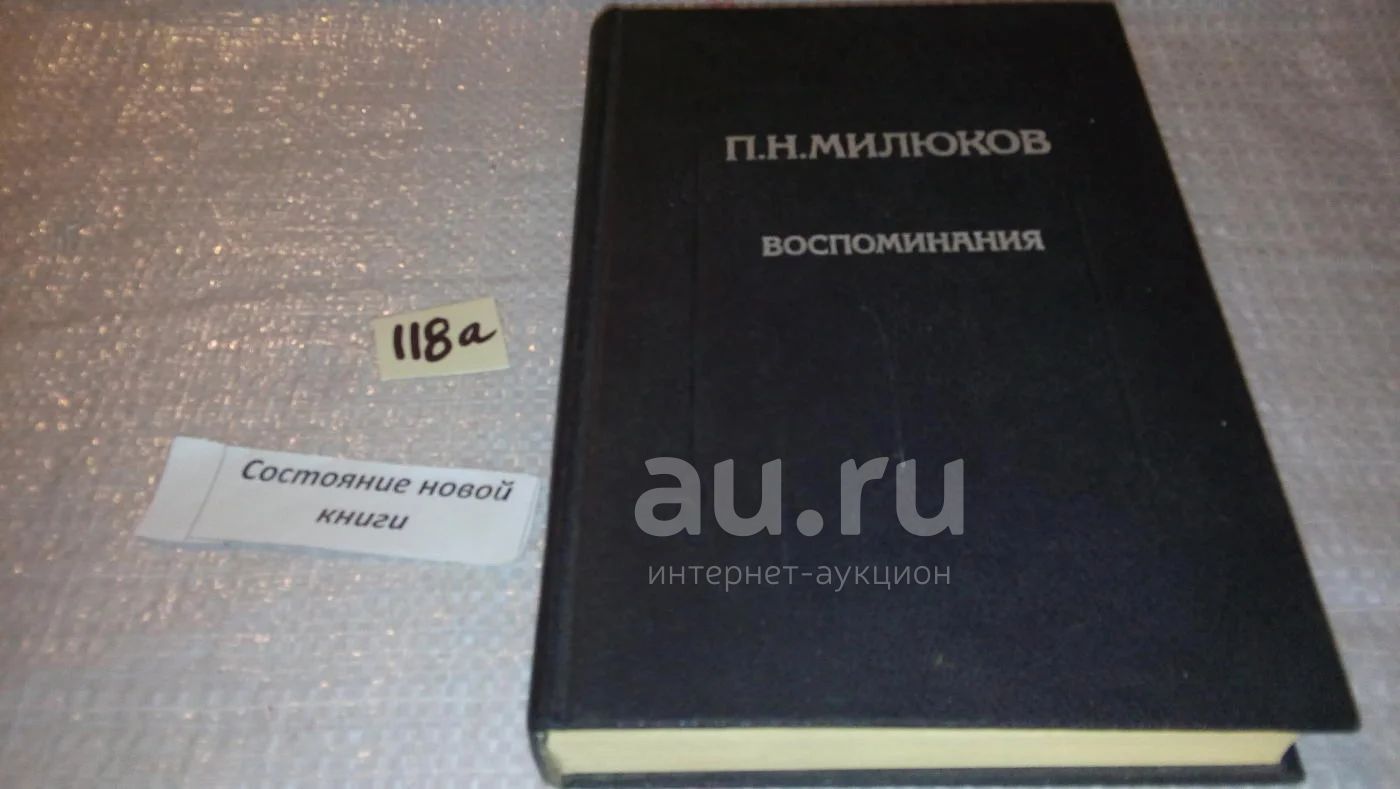 П.Н.МИЛЮКОВ
ВОСПОМИНАНИЯ
118а
Состояние новой
книги
au.ru
интернет-аукцион